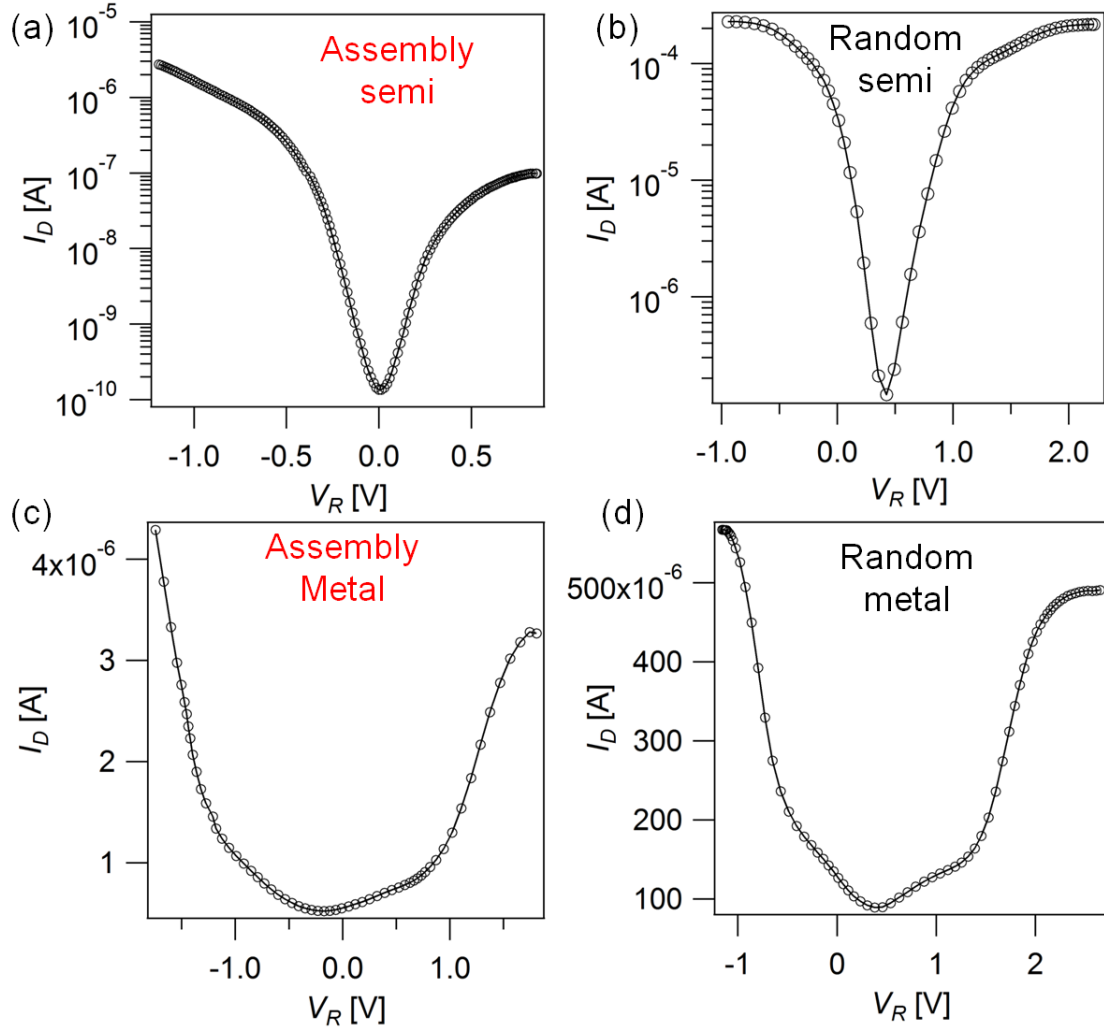 (a)
Assembly
semi
10⁻⁵
10⁻⁶
10⁻⁷
10⁻⁸
10⁻⁹
10⁻¹⁰
I_D [A]
-1.0 -0.5 0.0 0.5
V_R [V]
(b)
Random
semi
10⁻⁴
10⁻⁵
10⁻⁶
I_D [A]
-1.0 0.0 1.0 2.0
V_R [V]
(c)
Assembly
Metal
4x10⁻⁶
3
2
1
I_D [A]
-1.0 0.0 1.0
V_R [V]
(d)
Random
metal
500x10⁻⁶
400
300
200
100
I_D [A]
-1 0 1 2
V_R [V]